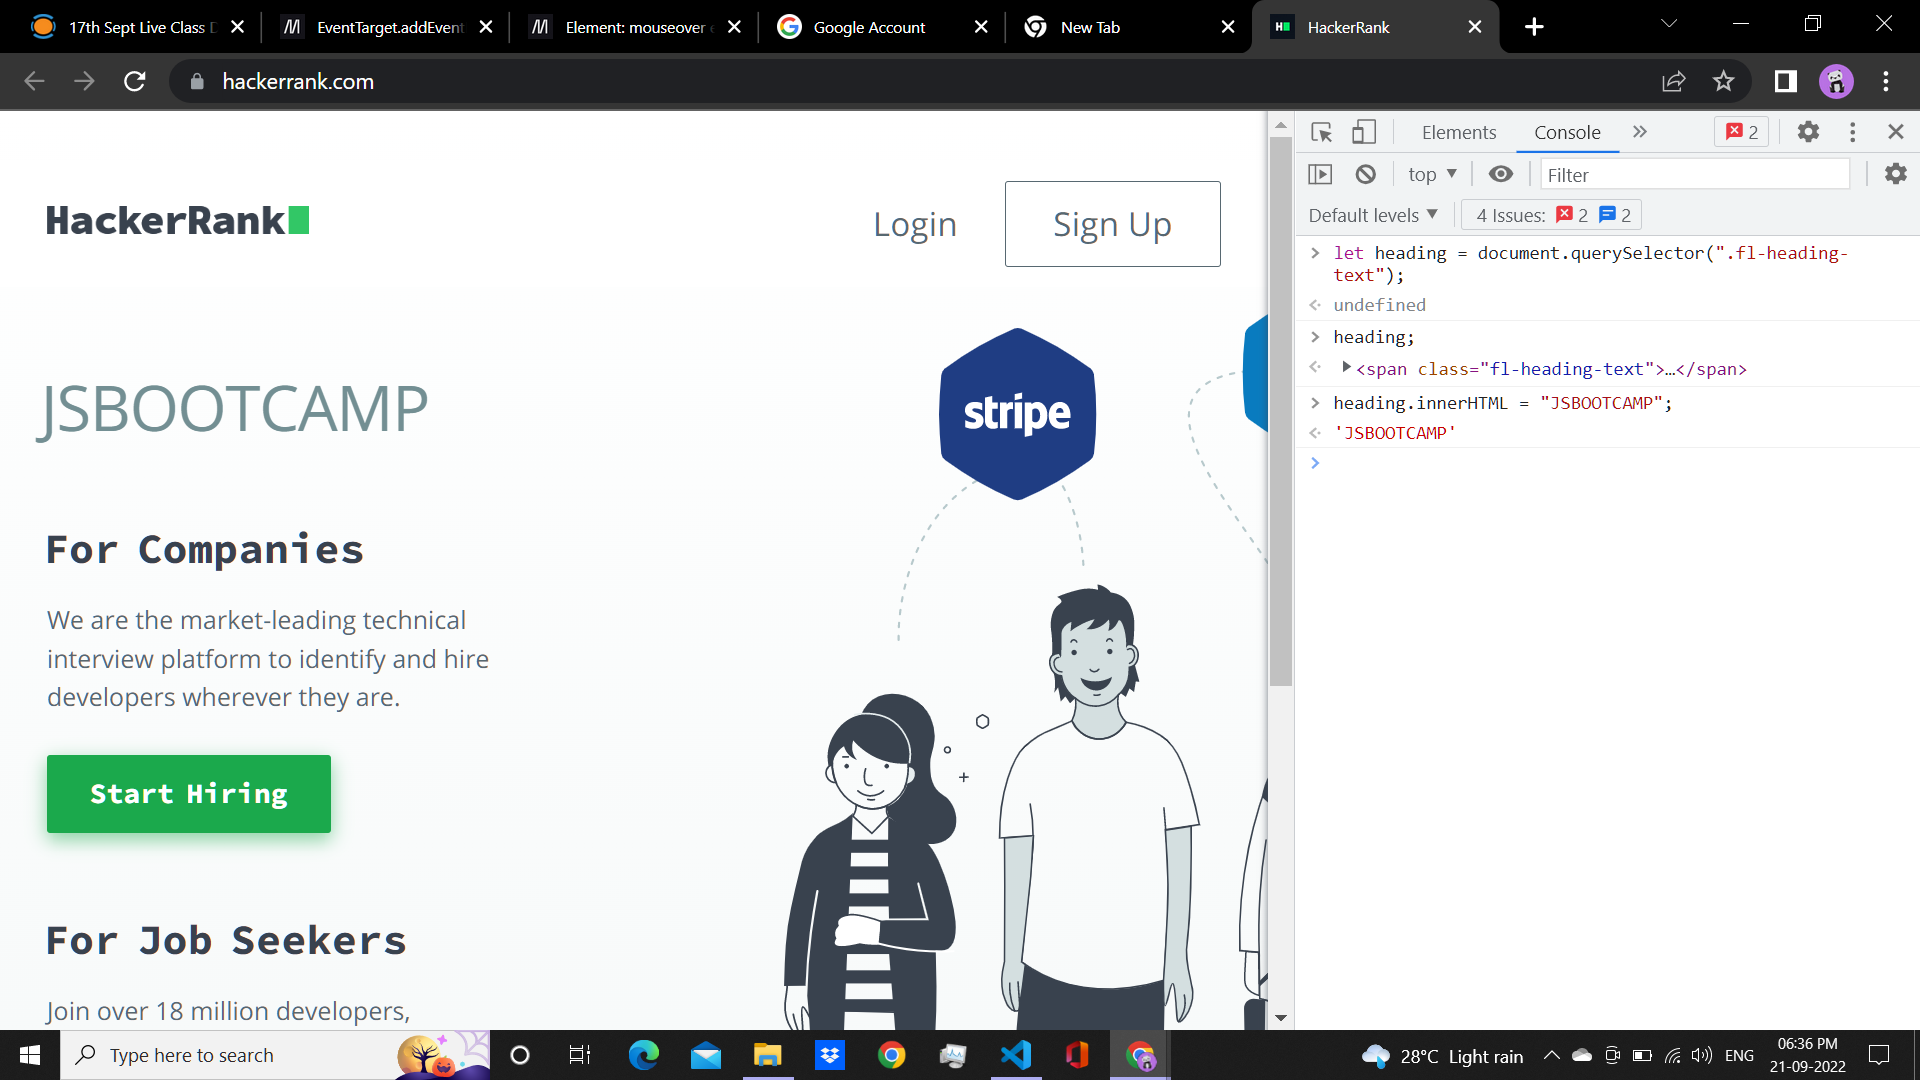 17th Sept Live Class D
EventTarget.addEvent
Element: mouseover e
Google Account
New Tab
HackerRank
hackerrank.com
HackerRank
Login
Sign Up
JSBOOTCAMP
stripe
For Companies
We are the market-leading technical
interview platform to identify and hire
developers wherever they are.
Start Hiring
For Job Seekers
Join over 18 million developers,
Elements
Console
2
top
Filter
Default levels
4 Issues: 2 2
let heading = document.querySelector(".fl-heading-
text");
undefined
heading;
<span class="fl-heading-text">…</span>
heading.innerHTML = "JSBOOTCAMP";
'JSBOOTCAMP'
Type here to search
28°C Light rain
ENG
06:36 PM
21-09-2022